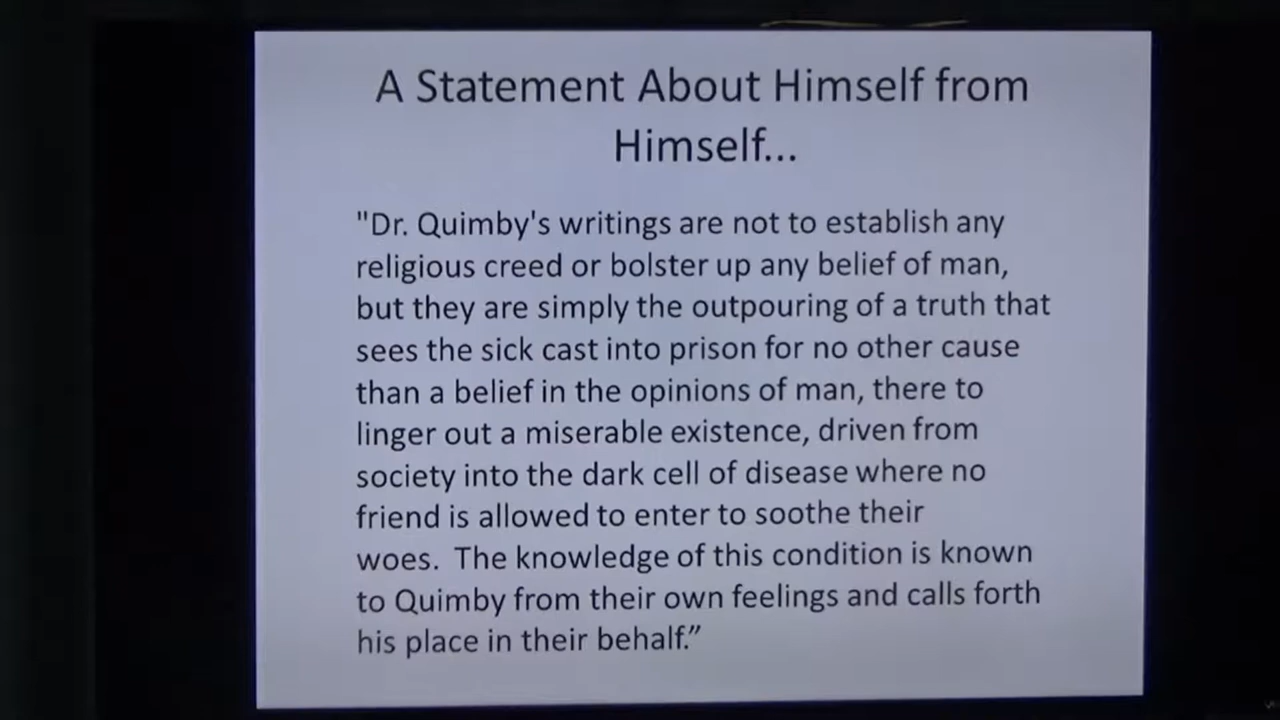 A Statement About Himself from
Himself...
"Dr. Quimby's writings are not to establish any
religious creed or bolster up any belief of man,
but they are simply the outpouring of a truth that
sees the sick cast into prison for no other cause
than a belief in the opinions of man, there to
linger out a miserable existence, driven from
society into the dark cell of disease where no
friend is allowed to enter to soothe their
woes.  The knowledge of this condition is known
to Quimby from their own feelings and calls forth
his place in their behalf.”